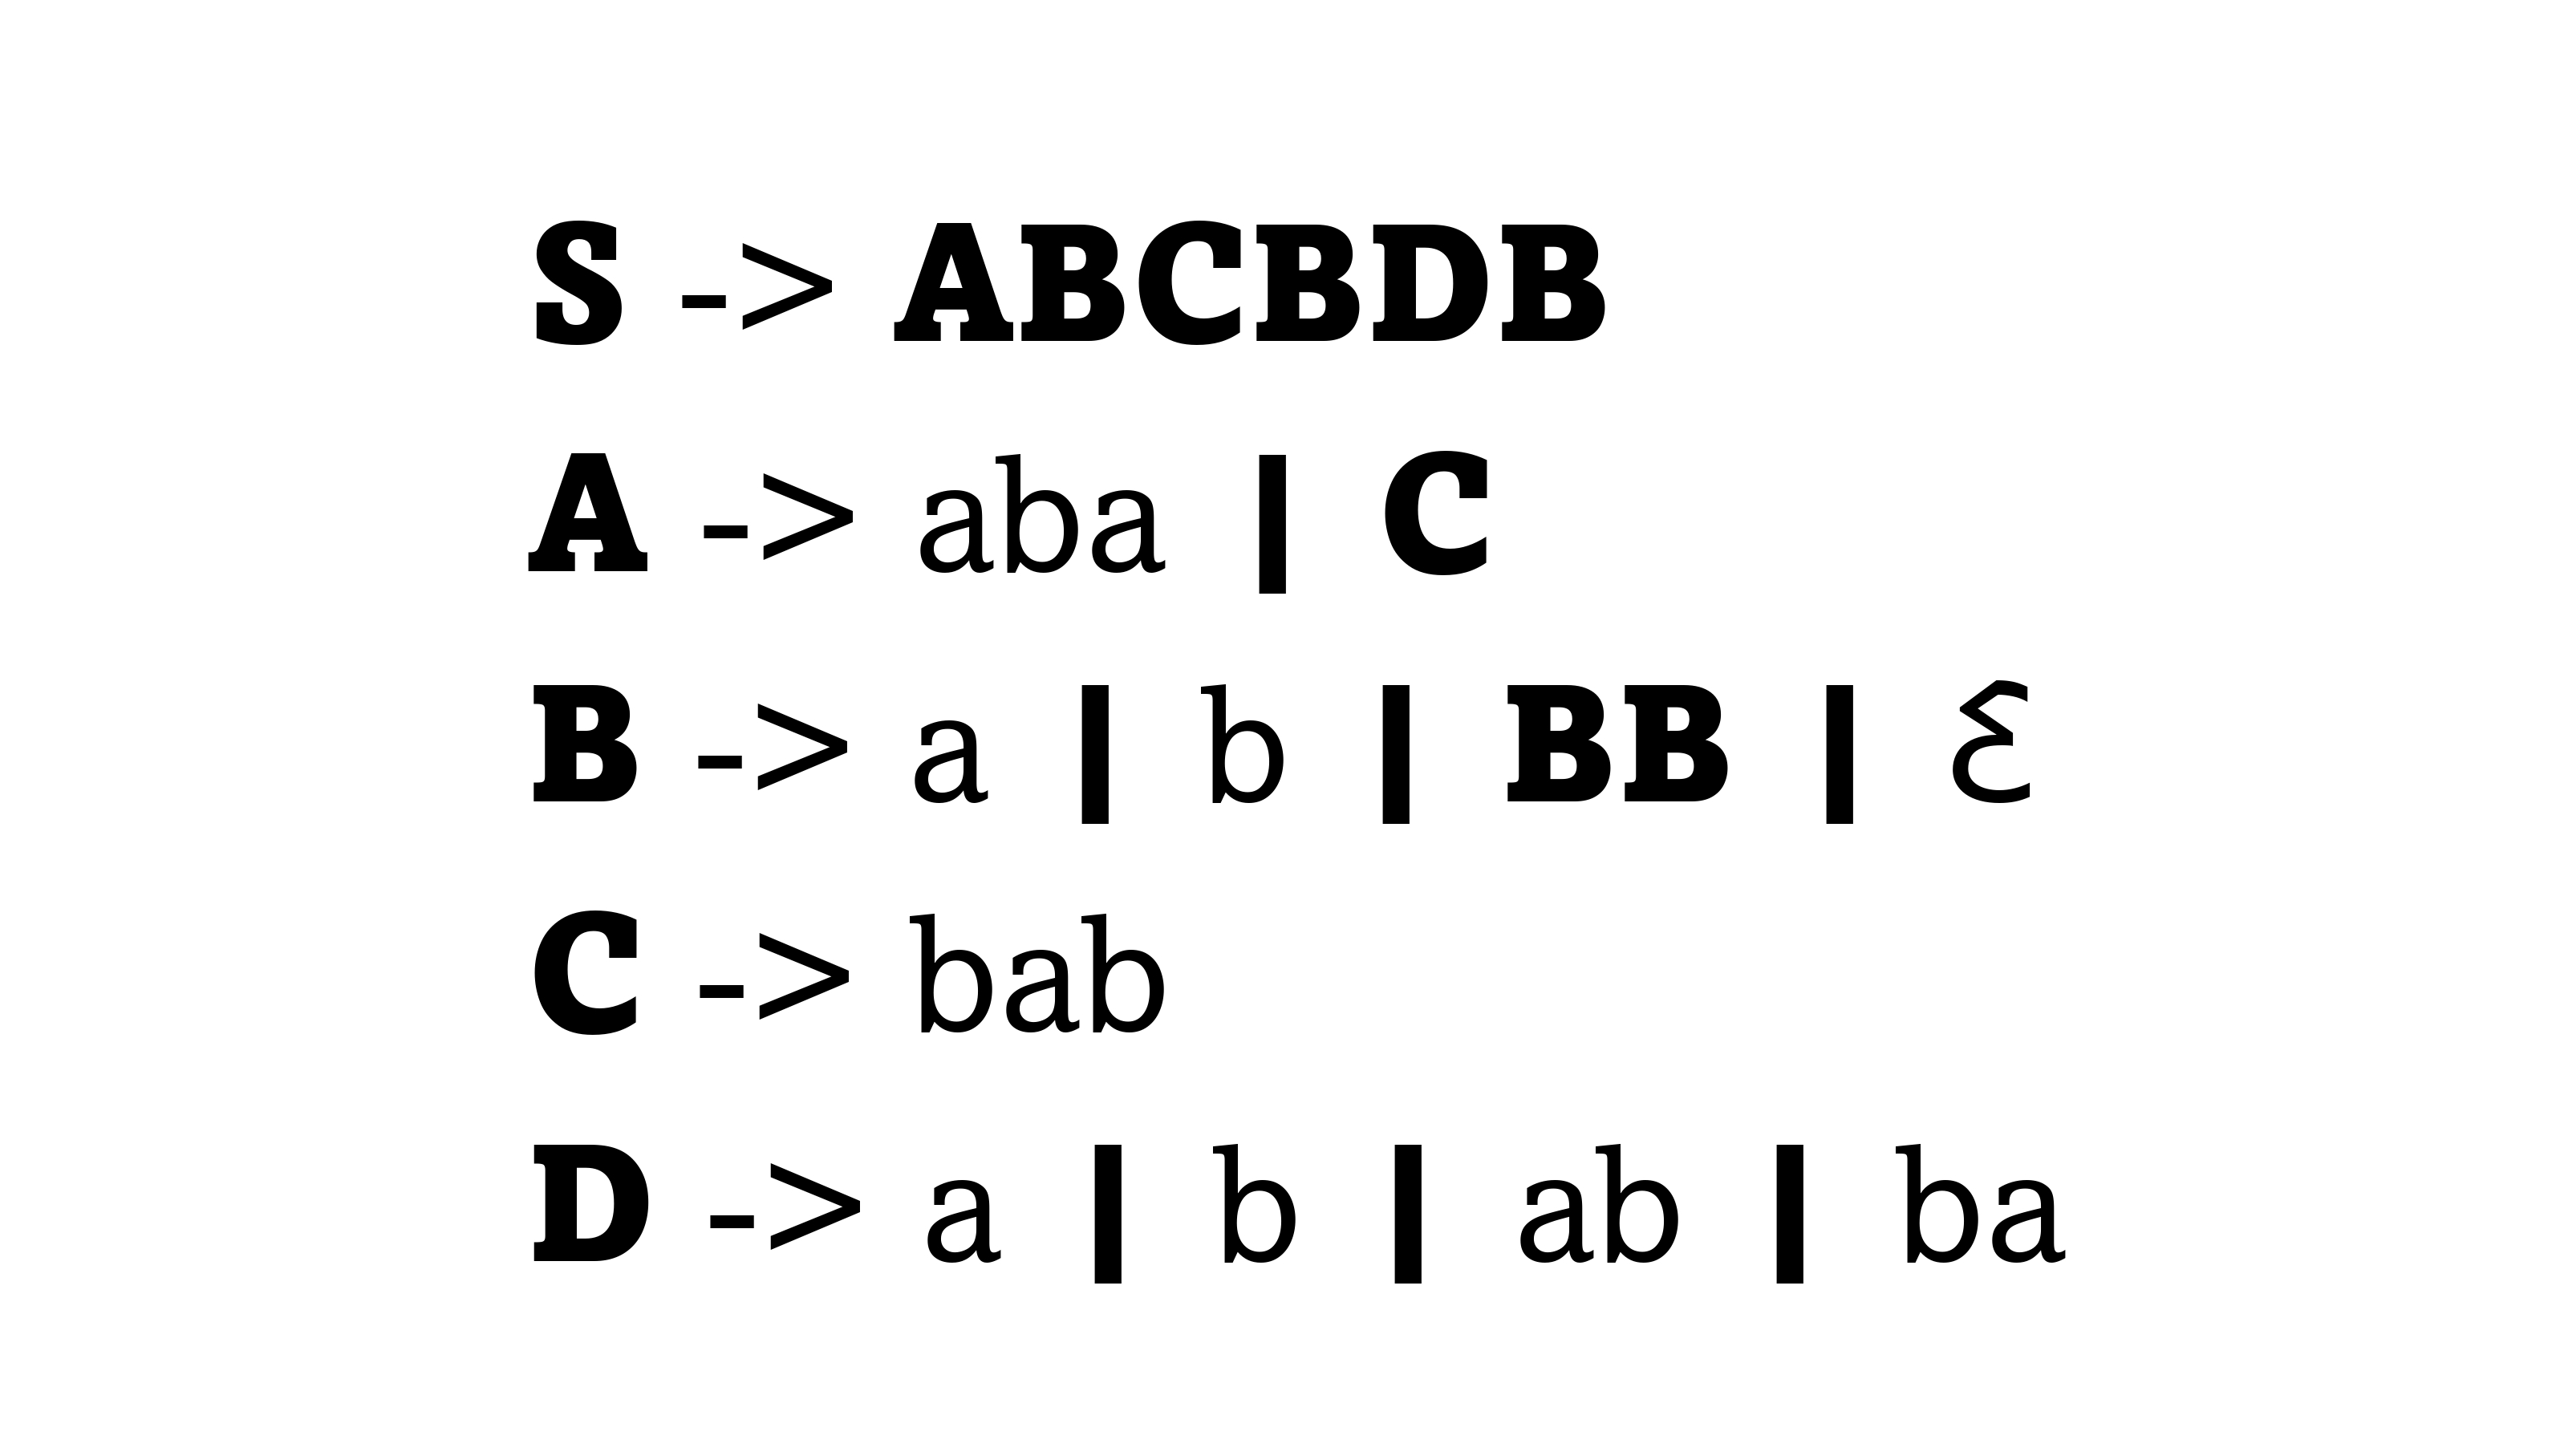 S -> ABCBDB
A -> aba | C
B -> a | b | BB | Ɛ
C -> bab
D -> a | b | ab | ba